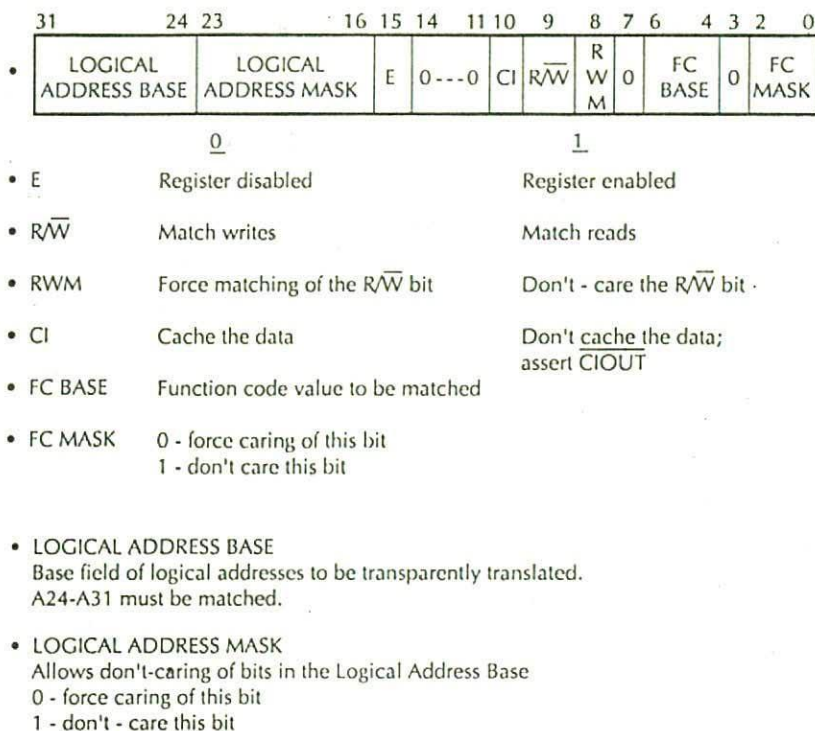 31 24 23 16 15 14 11 10 9 8 7 6 4 3 2 0
• LOGICAL ADDRESS BASE LOGICAL ADDRESS MASK E 0---0 CI R/W̅ RWM 0 FC BASE 0 FC MASK
0 1
• E Register disabled Register enabled
• R/W̅ Match writes Match reads
• RWM Force matching of the R/W̅ bit Don't - care the R/W̅ bit
• CI Cache the data Don't cache the data;
assert C̅I̅O̅U̅T̅
• FC BASE Function code value to be matched
• FC MASK 0 - force caring of this bit
1 - don't care this bit
• LOGICAL ADDRESS BASE
Base field of logical addresses to be transparently translated.
A24-A31 must be matched.
• LOGICAL ADDRESS MASK
Allows don't-caring of bits in the Logical Address Base
0 - force caring of this bit
1 - don't - care this bit